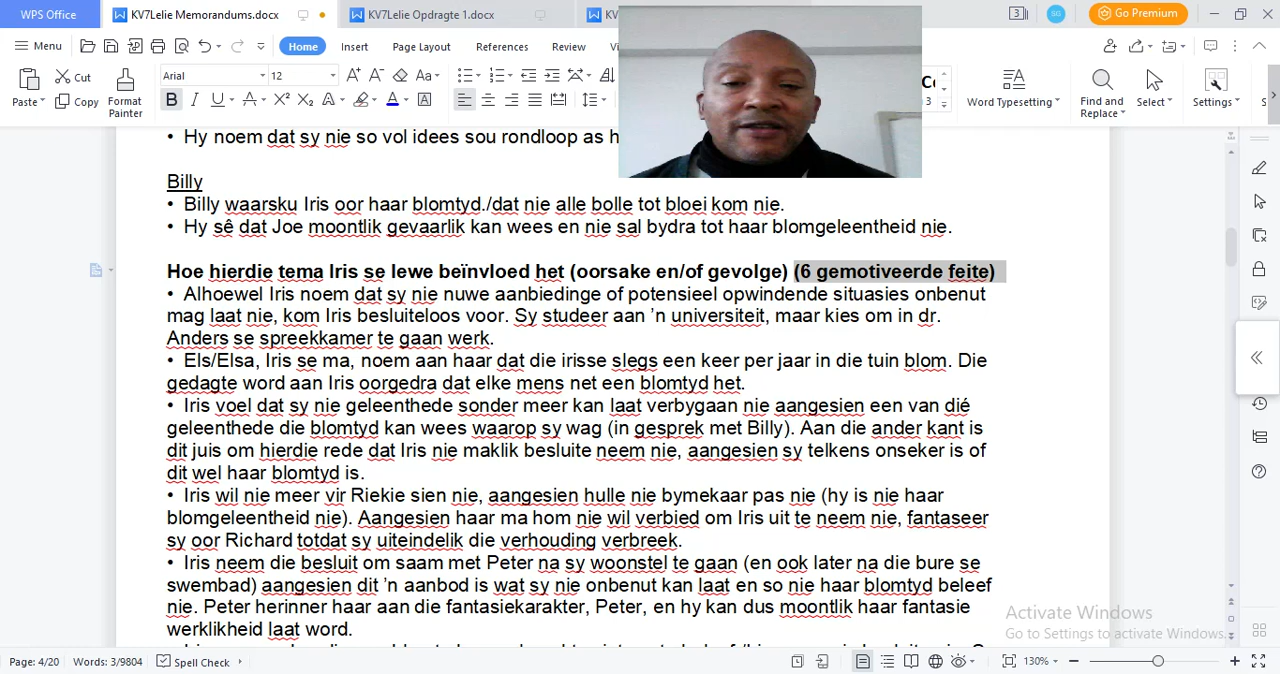 WPS Office
KV7Lelie Memorandums.docx
KV7Lelie Opdragte 1.docx
Go Premium
Menu
Home
Insert
Page Layout
References
Review
Paste
Cut
Copy
Format
Painter
Arial
12
Word Typesetting
Find and
Replace
Select
Settings
• Hy noem dat sy nie so vol idees sou rondloop as h
Billy
• Billy waarsku Iris oor haar blomtyd./dat nie alle bolle tot bloei kom nie.
• Hy sê dat Joe moontlik gevaarlik kan wees en nie sal bydra tot haar blomgeleentheid nie.
Hoe hierdie tema Iris se lewe beïnvloed het (oorsake en/of gevolge) (6 gemotiveerde feite)
• Alhoewel Iris noem dat sy nie nuwe aanbiedinge of potensieel opwindende situasies onbenut
mag laat nie, kom Iris besluiteloos voor. Sy studeer aan 'n universiteit, maar kies om in dr.
Anders se spreekkamer te gaan werk.
• Els/Elsa, Iris se ma, noem aan haar dat die irisse slegs een keer per jaar in die tuin blom. Die
gedagte word aan Iris oorgedra dat elke mens net een blomtyd het.
• Iris voel dat sy nie geleenthede sonder meer kan laat verbygaan nie aangesien een van dié
geleenthede die blomtyd kan wees waarop sy wag (in gesprek met Billy). Aan die ander kant is
dit juis om hierdie rede dat Iris nie maklik besluite neem nie, aangesien sy telkens onseker is of
dit wel haar blomtyd is.
• Iris wil nie meer vir Riekie sien nie, aangesien hulle nie bymekaar pas nie (hy is nie haar
blomgeleentheid nie). Aangesien haar ma hom nie wil verbied om Iris uit te neem nie, fantaseer
sy oor Richard totdat sy uiteindelik die verhouding verbreek.
• Iris neem die besluit om saam met Peter na sy woonstel te gaan (en ook later na die bure se
swembad) aangesien dit 'n aanbod is wat sy nie onbenut kan laat en so nie haar blomtyd beleef
nie. Peter herinner haar aan die fantasiekarakter, Peter, en hy kan dus moontlik haar fantasie
werklikheid laat word.
Activate Windows
Go to Settings to activate Windows.
Page: 4/20
Words: 3/9804
Spell Check
130%